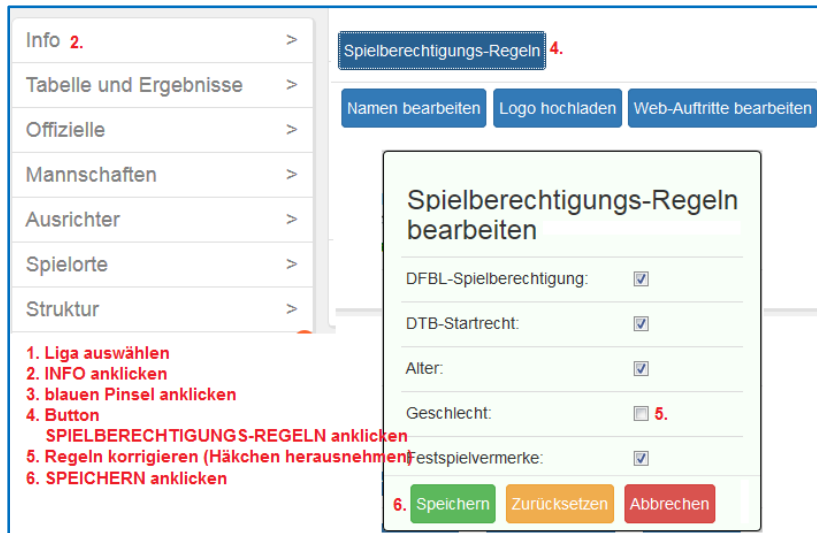 Info 2. >
Tabelle und Ergebnisse >
Offizielle >
Mannschaften >
Ausrichter >
Spielorte >
Struktur >
1. Liga auswählen
2. INFO anklicken
3. blauen Pinsel anklicken
4. Button
SPIELBERECHTIGUNGS-REGELN anklicken
5. Regeln korrigieren (Häkchen herausnehmen)
6. SPEICHERN anklicken
Spielberechtigungs-Regeln 4.
Namen bearbeiten Logo hochladen Web-Auftritte bearbeiten
Spielberechtigungs-Regeln
bearbeiten
DFBL-Spielberechtigung:
DTB-Startrecht:
Alter:
Geschlecht: 5.
Festspielvermerke:
6. Speichern Zurücksetzen Abbrechen